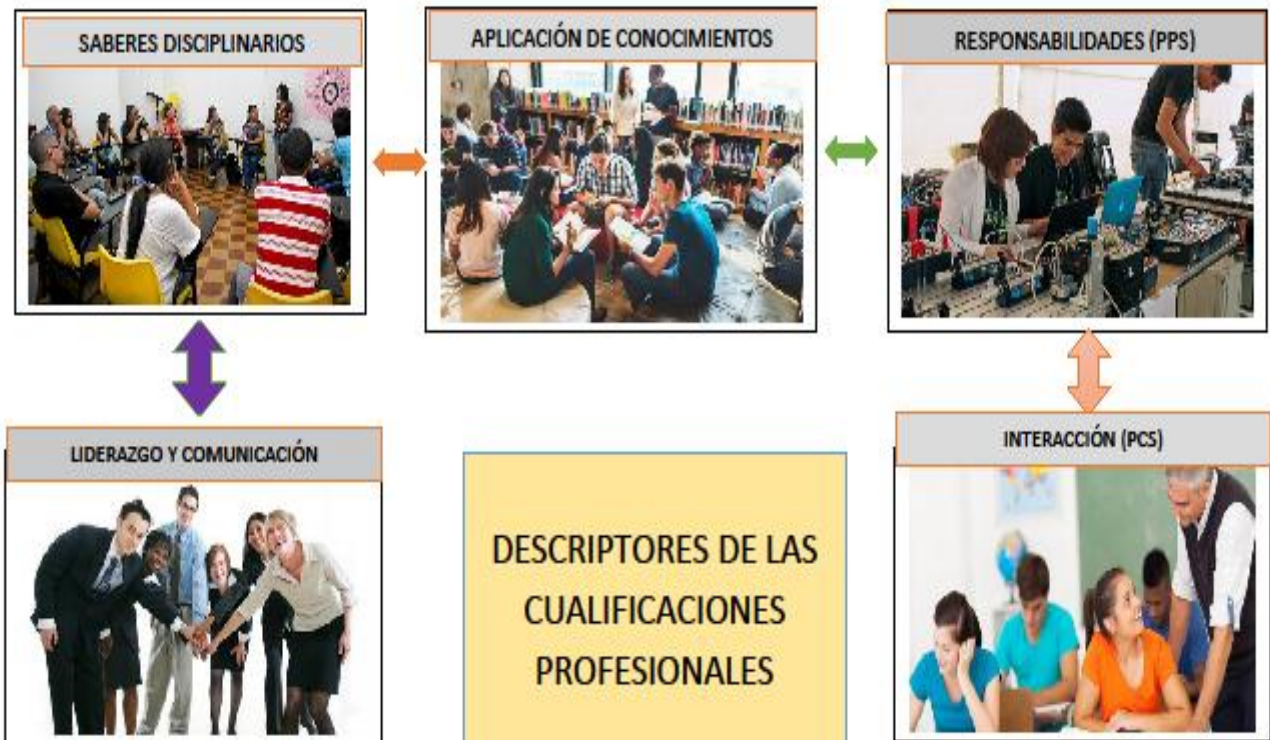 SABERES DISCIPLINARIOS
APLICACIÓN DE CONOCIMIENTOS
RESPONSABILIDADES (PPS)
LIDERAZGO Y COMUNICACIÓN
DESCRIPTORES DE LAS
CUALIFICACIONES
PROFESIONALES
INTERACCIÓN (PCS)